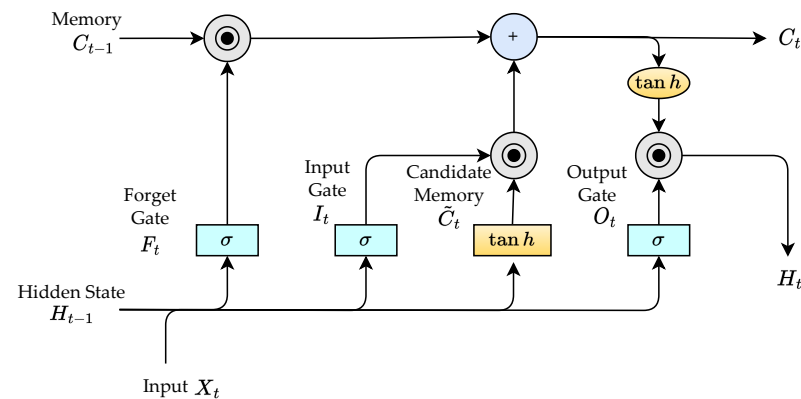 Memory
C_{t−1}
+
C_t
tan h
Input
Gate
I_t
Candidate
Memory
C̃_t
Output
Gate
O_t
Forget
Gate
F_t
σ
σ
tan h
σ
H_t
Hidden State
H_{t−1}
Input X_t